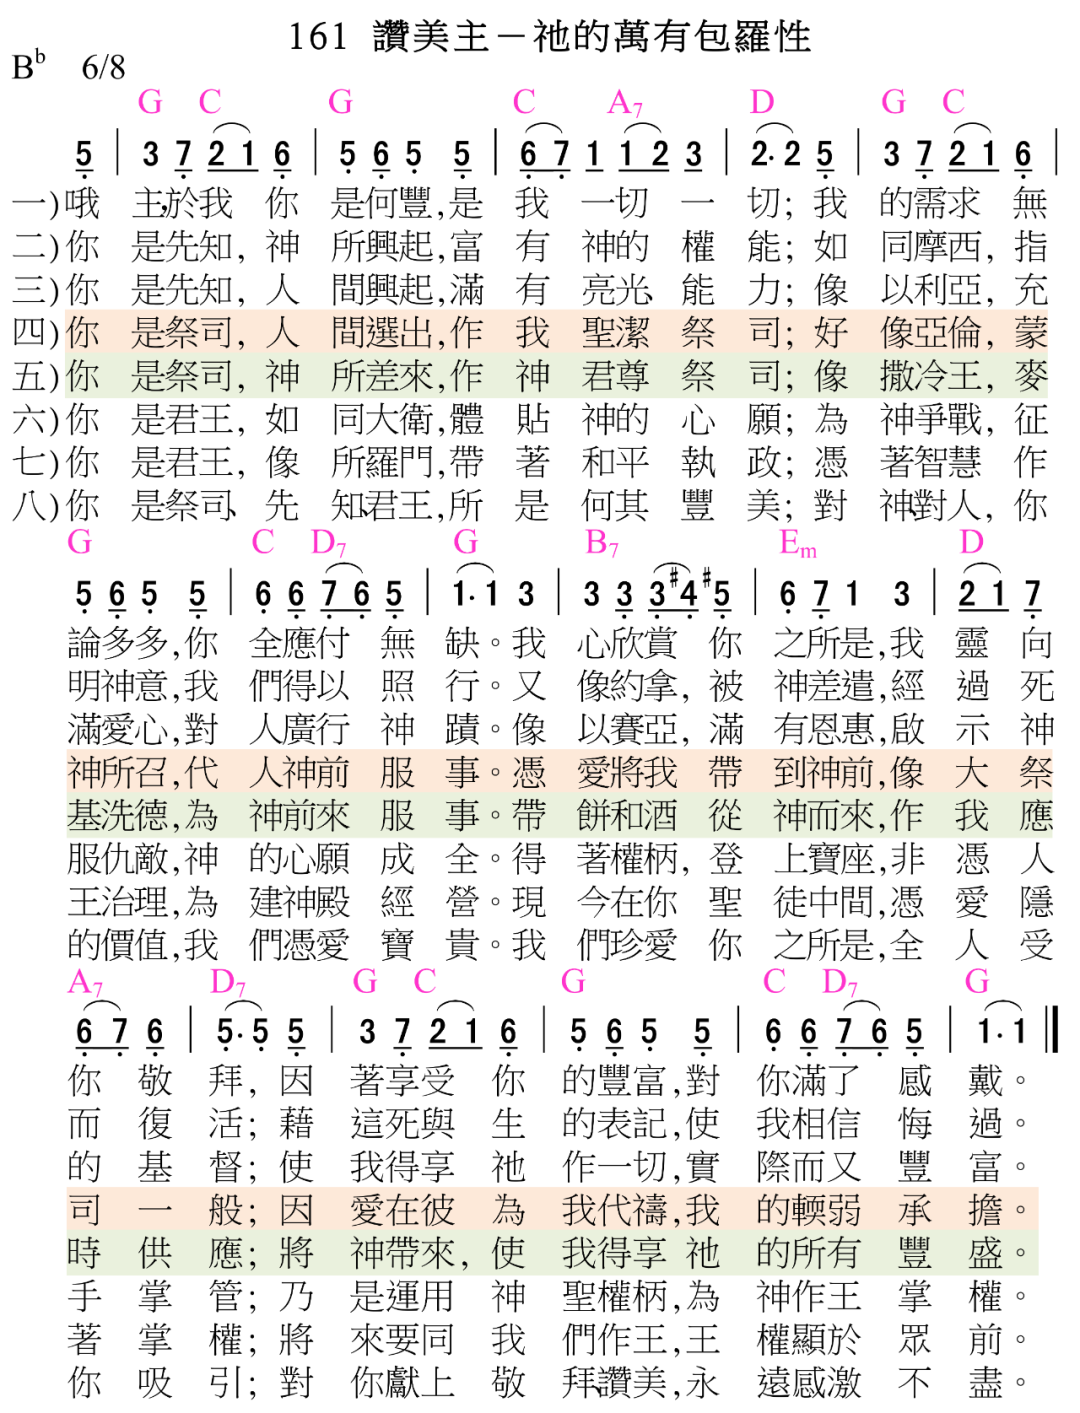 161 讚美主－祂的萬有包羅性
B♭ 6/8
G C G C A7 D G C
5 | 3 7 2 1 6 | 5 6 5 5 | 6 7 1 1 2 3 | 2· 2 5 | 3 7 2 1 6 |
一)哦 主,於我 你 是何豐,是 我 一切 一 切; 我 的需求 無
二)你 是先知, 神 所興起,富 有 神的 權 能; 如 同摩西, 指
三)你 是先知, 人 間興起,滿 有 亮光、能 力; 像 以利亞, 充
四)你 是祭司, 人 間選出,作 我 聖潔 祭 司; 好 像亞倫, 蒙
五)你 是祭司, 神 所差來,作 神 君尊 祭 司; 像 撒冷王, 麥
六)你 是君王, 如 同大衛,體 貼 神的 心 願; 為 神爭戰, 征
七)你 是君王, 像 所羅門,帶 著 和平 執 政; 憑 著智慧 作
八)你 是祭司、先 知、君王,所 是 何其 豐 美; 對 神、對人, 你
G C D7 G B7 Em D
5 6 5 5 | 6 6 7 6 5 | 1· 1 3 | 3 3 3 #4 #5 | 6 7 1 3 | 2 1 7
論多多,你 全應付 無 缺。我 心欣賞 你 之所是,我 靈 向
明神意,我 們得以 照 行。又 像約拿, 被 神差遣,經 過 死
滿愛心,對 人廣行 神 蹟。像 以賽亞, 滿 有恩惠,啟 示 神
神所召,代 人神前 服 事。憑 愛將我 帶 到神前,像 大 祭
基洗德,為 神前來 服 事。帶 餅和酒 從 神而來,作 我 應
服仇敵,神 的心願 成 全。得 著權柄, 登 上寶座,非 憑 人
王治理,為 建神殿 經 營。現 今在你 聖 徒中間,憑 愛 隱
的價值,我 們憑愛 寶 貴。我 們珍愛 你 之所是,全 人 受
A7 D7 G C G C D7 G
6 7 6 | 5· 5 5 | 3 7 2 1 6 | 5 6 5 5 | 6 6 7 6 5 | 1· 1 ‖
你 敬 拜, 因 著享受 你 的豐富,對 你滿了 感 戴。
而 復 活; 藉 這死與 生 的表記,使 我相信 悔 過。
的 基 督; 使 我得享 祂 作一切,實 際而又 豐 富。
司 一 般; 因 愛在彼 為 我代禱,我 的輭弱 承 擔。
時 供 應; 將 神帶來, 使 我得享 祂 的所有 豐 盛。
手 掌 管; 乃 是運用 神 聖權柄,為 神作王 掌 權。
著 掌 權; 將 來要同 我 們作王,王 權顯於 眾 前。
你 吸 引; 對 你獻上 敬 拜、讚美,永 遠感激 不 盡。